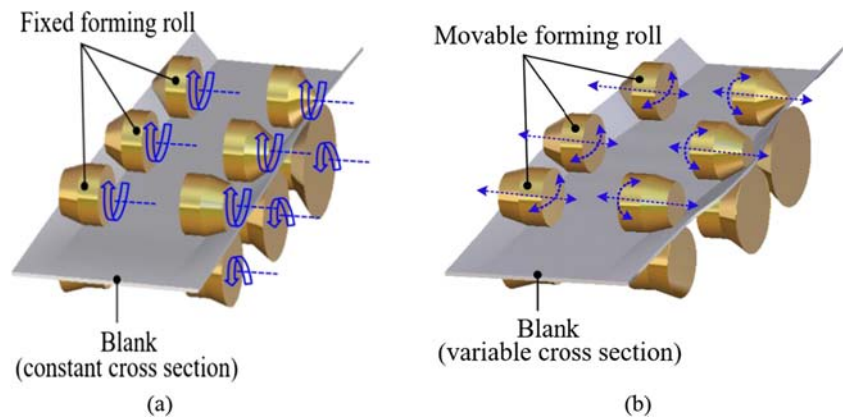 Fixed forming roll
Blank
(constant cross section)
(a)
Movable forming roll
Blank
(variable cross section)
(b)